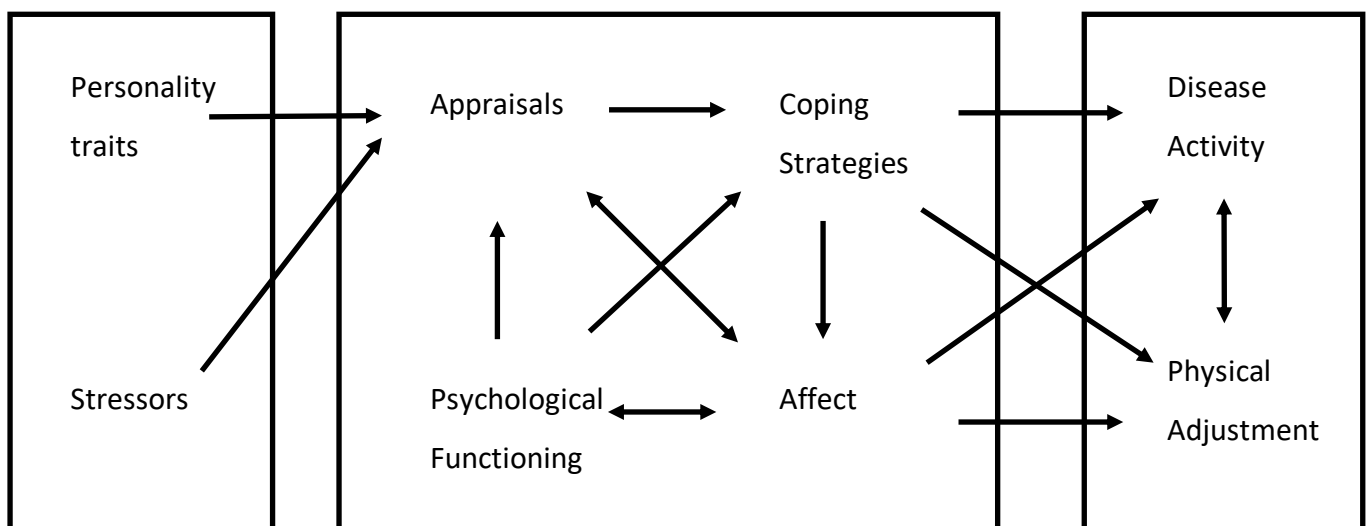 Personality
traits
Stressors
Appraisals
Coping
Strategies
Psychological
Functioning
Affect
Disease
Activity
Physical
Adjustment